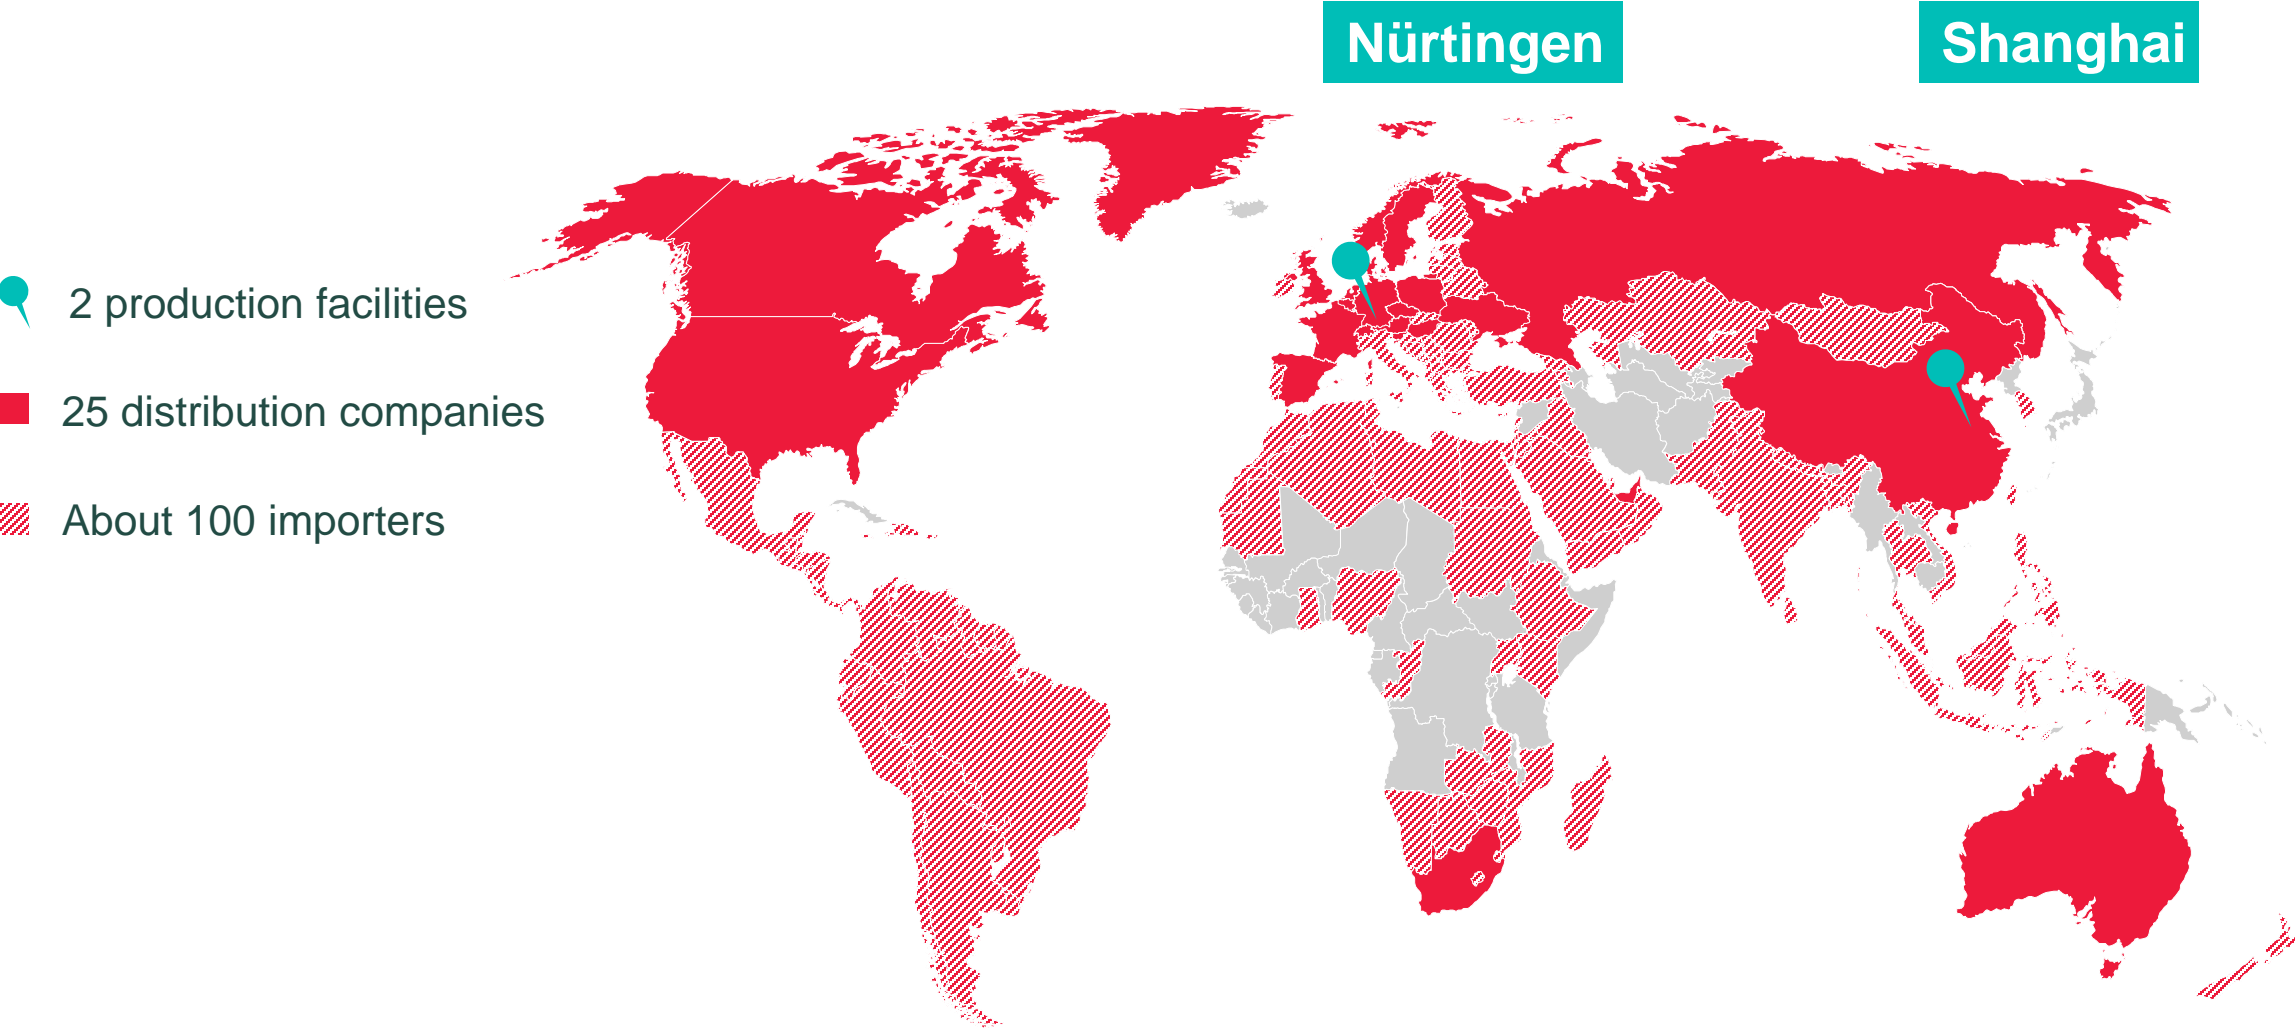 Nürtingen
Shanghai
2 production facilities
25 distribution companies
About 100 importers